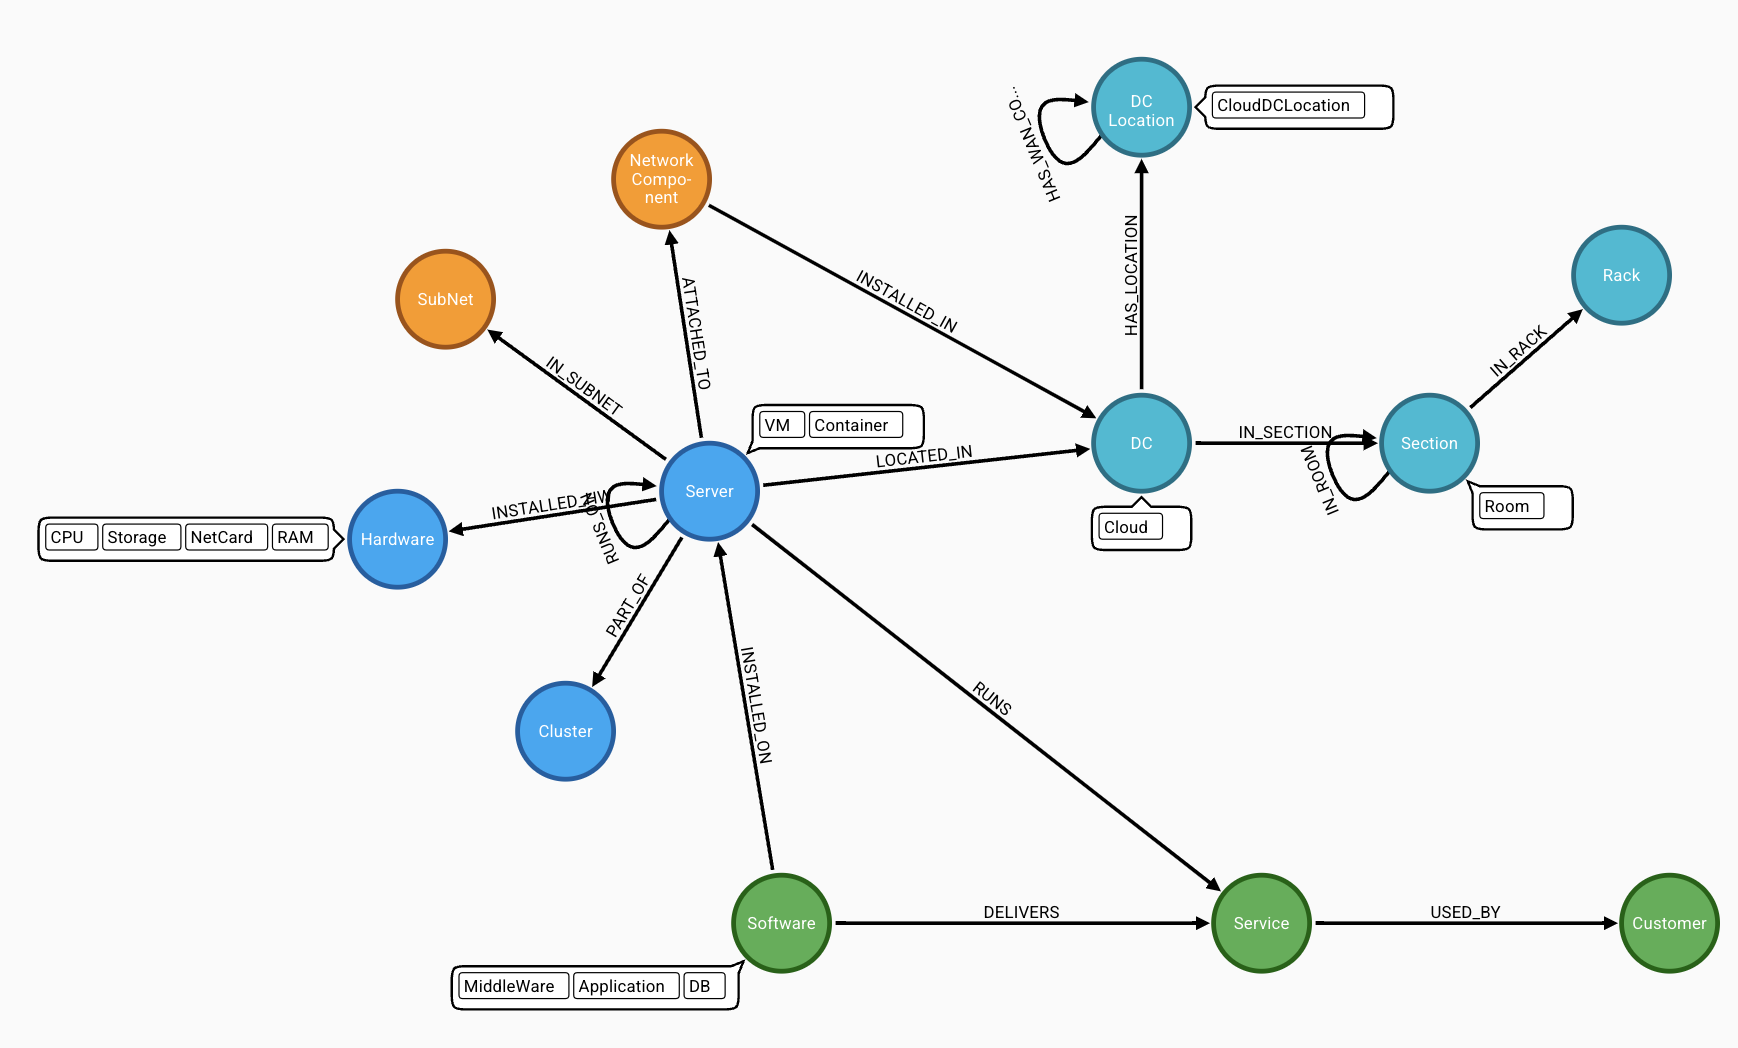 DC
Location
CloudDCLocation
HAS_WAN_CO...
Network
Compo-
nent
HAS_LOCATION
Rack
SubNet
ATTACHED_TO
INSTALLED_IN
IN_RACK
IN_SUBNET
VM
Container
LOCATED_IN
DC
IN_SECTION
Section
IN_ROOM
Server
INSTALLED_HW
RUNS_ON
Room
Cloud
CPU
Storage
NetCard
RAM
Hardware
PART_OF
Cluster
INSTALLED_ON
RUNS
Software
DELIVERS
Service
USED_BY
Customer
MiddleWare
Application
DB